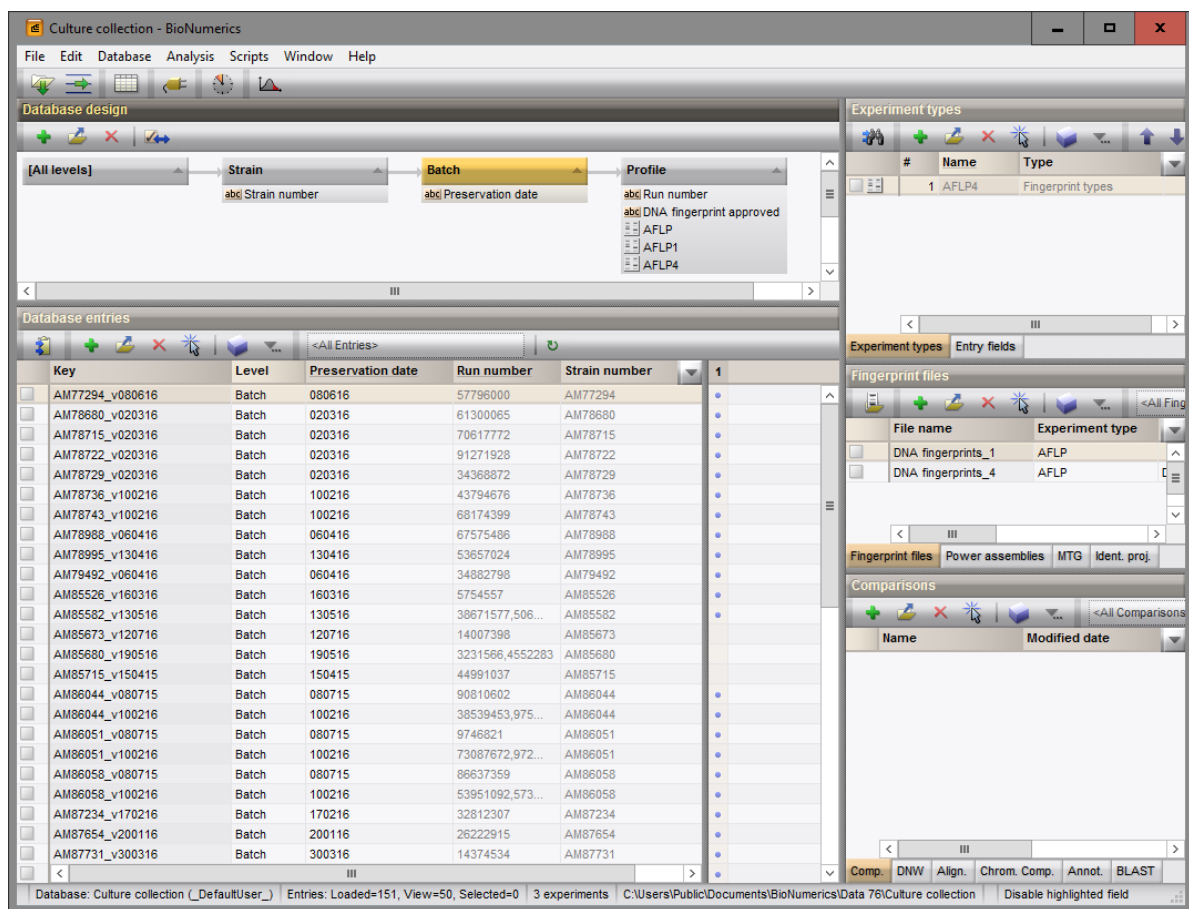 Culture collection - BioNumerics
File Edit Database Analysis Scripts Window Help
Database design
[All levels] Strain Batch Profile
abc Strain number abc Preservation date abc Run number
abc DNA fingerprint approved
AFLP
AFLP1
AFLP4
Database entries
<All Entries>
Key Level Preservation date Run number Strain number 1
AM77294_v080616 Batch 080616 57796000 AM77294
AM78680_v020316 Batch 020316 61300065 AM78680
AM78715_v020316 Batch 020316 70617772 AM78715
AM78722_v020316 Batch 020316 91271928 AM78722
AM78729_v020316 Batch 020316 34368872 AM78729
AM78736_v100216 Batch 100216 43794676 AM78736
AM78743_v100216 Batch 100216 68174399 AM78743
AM78988_v060416 Batch 060416 67575486 AM78988
AM78995_v130416 Batch 130416 53657024 AM78995
AM79492_v060416 Batch 060416 34882798 AM79492
AM85526_v160316 Batch 160316 5754557 AM85526
AM85582_v130516 Batch 130516 38671577,506... AM85582
AM85673_v120716 Batch 120716 14007398 AM85673
AM85680_v190516 Batch 190516 3231566,4552283 AM85680
AM85715_v150415 Batch 150415 44991037 AM85715
AM86044_v080715 Batch 080715 90810602 AM86044
AM86044_v100216 Batch 100216 38539453,975... AM86044
AM86051_v080715 Batch 080715 9746821 AM86051
AM86051_v100216 Batch 100216 73087672,972... AM86051
AM86058_v080715 Batch 080715 86637359 AM86058
AM86058_v100216 Batch 100216 53951092,573... AM86058
AM87234_v170216 Batch 170216 32812307 AM87234
AM87654_v200116 Batch 200116 26222915 AM87654
AM87731_v300316 Batch 300316 14374534 AM87731
Experiment types
# Name Type
1 AFLP4 Fingerprint types
Experiment types Entry fields
Fingerprint files
<All Fing
File name Experiment type
DNA fingerprints_1 AFLP
DNA fingerprints_4 AFLP D
Fingerprint files Power assemblies MTG Ident. proj.
Comparisons
<All Comparisons
Name Modified date
Comp. DNW Align. Chrom. Comp. Annot. BLAST
Database: Culture collection (_DefaultUser_) Entries: Loaded=151, View=50, Selected=0 3 experiments C:\Users\Public\Documents\BioNumerics\Data 76\Culture collection Disable highlighted field